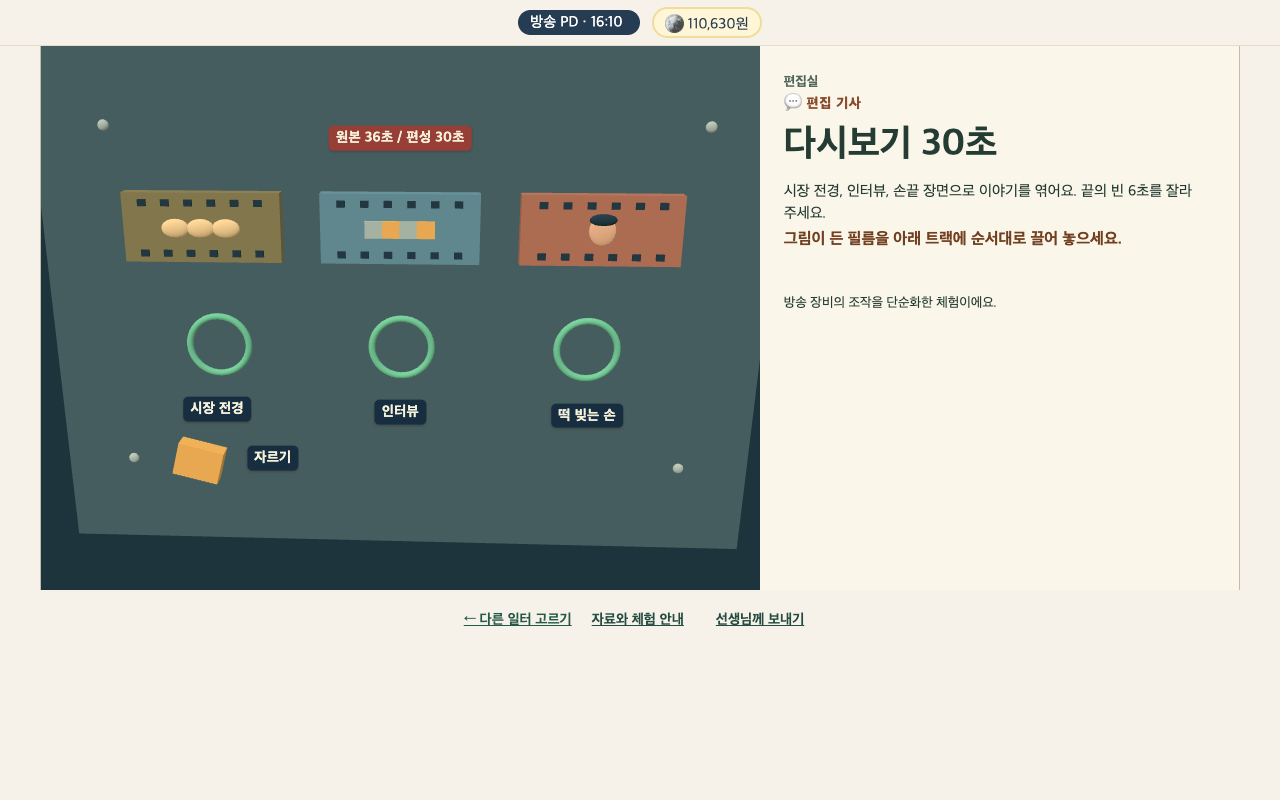 방송 PD · 16:10
110,630원
원본 36초 / 편성 30초
시장 전경
인터뷰
떡 빚는 손
자르기
편집실
편집 기사
다시보기 30초
시장 전경, 인터뷰, 손끝 장면으로 이야기를 엮어요. 끝의 빈 6초를 잘라
주세요.
그림이 든 필름을 아래 트랙에 순서대로 끌어 놓으세요.
방송 장비의 조작을 단순화한 체험이에요.
← 다른 일터 고르기
자료와 체험 안내
선생님께 보내기